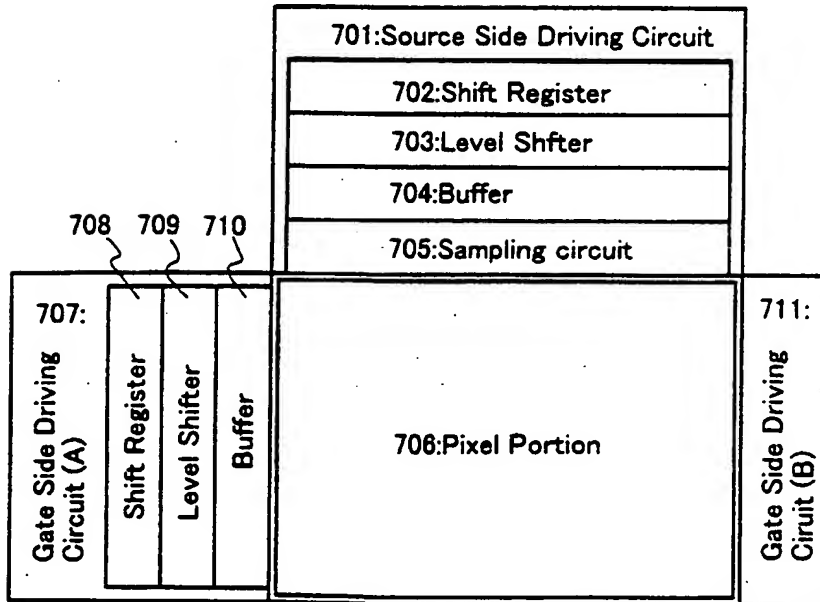 701:Source Side Driving Circuit
702:Shift Register
703:Level Shfter
704:Buffer
705:Sampling circuit
708 709 710
707:
Gate Side Driving
Circuit (A)
Shift Register
Level Shifter
Buffer
706:Pixel Portion
711:
Gate Side Driving
Ciruit (B)